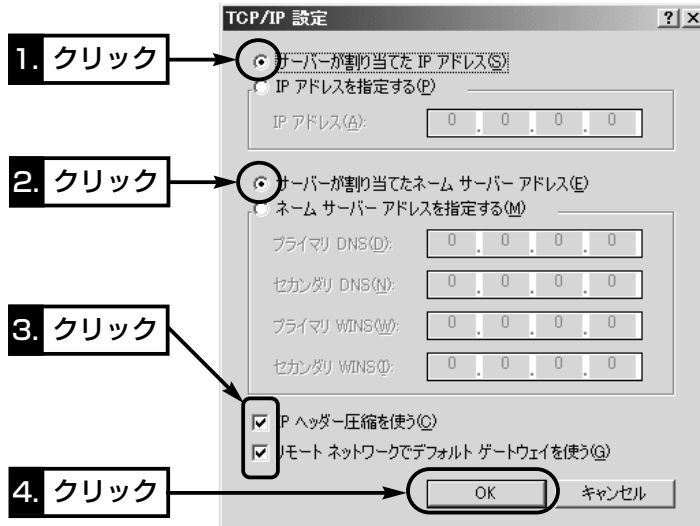 TCP/IP 設定
? ×
1. クリック
サーバーが割り当てた IP アドレス(S)
IP アドレスを指定する(P)
IP アドレス(A): 0 . 0 . 0 . 0
2. クリック
サーバーが割り当てたネーム サーバー アドレス(E)
ネーム サーバー アドレスを指定する(M)
プライマリ DNS(D): 0 . 0 . 0 . 0
セカンダリ DNS(N): 0 . 0 . 0 . 0
プライマリ WINS(W): 0 . 0 . 0 . 0
セカンダリ WINS(I): 0 . 0 . 0 . 0
3. クリック
IP ヘッダー圧縮を使う(C)
リモート ネットワークでデフォルト ゲートウェイを使う(G)
4. クリック
OK キャンセル